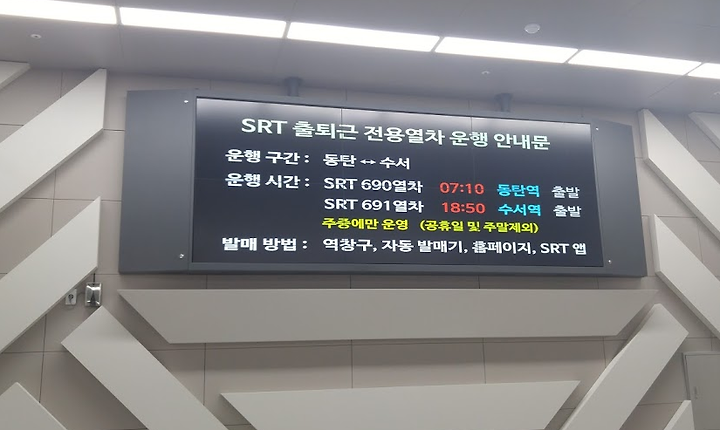 SRT 출퇴근 전용열차 운행 안내문
운행 구간 : 동탄 ↔ 수서
운행 시간 : SRT 690열차 07:10 동탄역 출발
SRT 691열차 18:50 수서역 출발
주중에만 운영 (공휴일 및 주말제외)
발매 방법 : 역창구, 자동 발매기, 홈페이지, SRT 앱